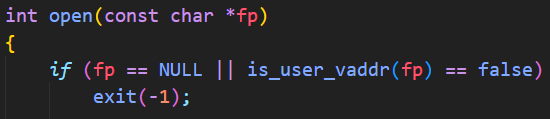 int open(const char *fp)
{
    if (fp == NULL || is_user_vaddr(fp) == false)
        exit(-1);